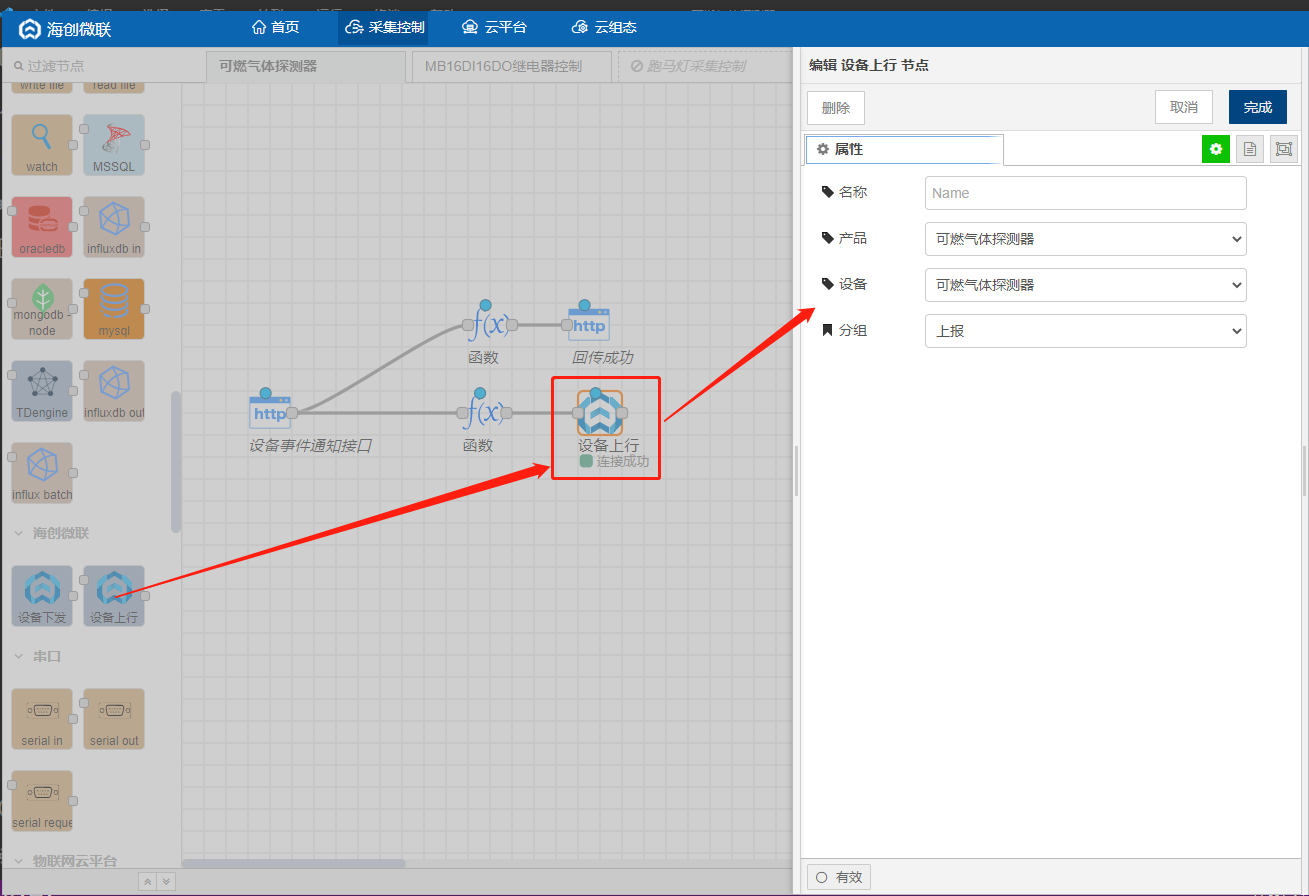 海创微联
首页
采集控制
云平台
云组态
过滤节点
可燃气体探测器
MB16DI16DO继电器控制
跑马灯采集控制
write file
read file
watch
MSSQL
oracledb
influxdb in
mongodb -
node
mysql
TDengine
influxdb out
influx batch
海创微联
设备下发
设备上行
串口
serial in
serial out
serial reque
物联网云平台
f(x)
函数
http
回传成功
http
设备事件通知接口
f(x)
函数
设备上行
连接成功
编辑 设备上行 节点
删除
取消
完成
属性
名称
Name
产品
可燃气体探测器
设备
可燃气体探测器
分组
上报
有效